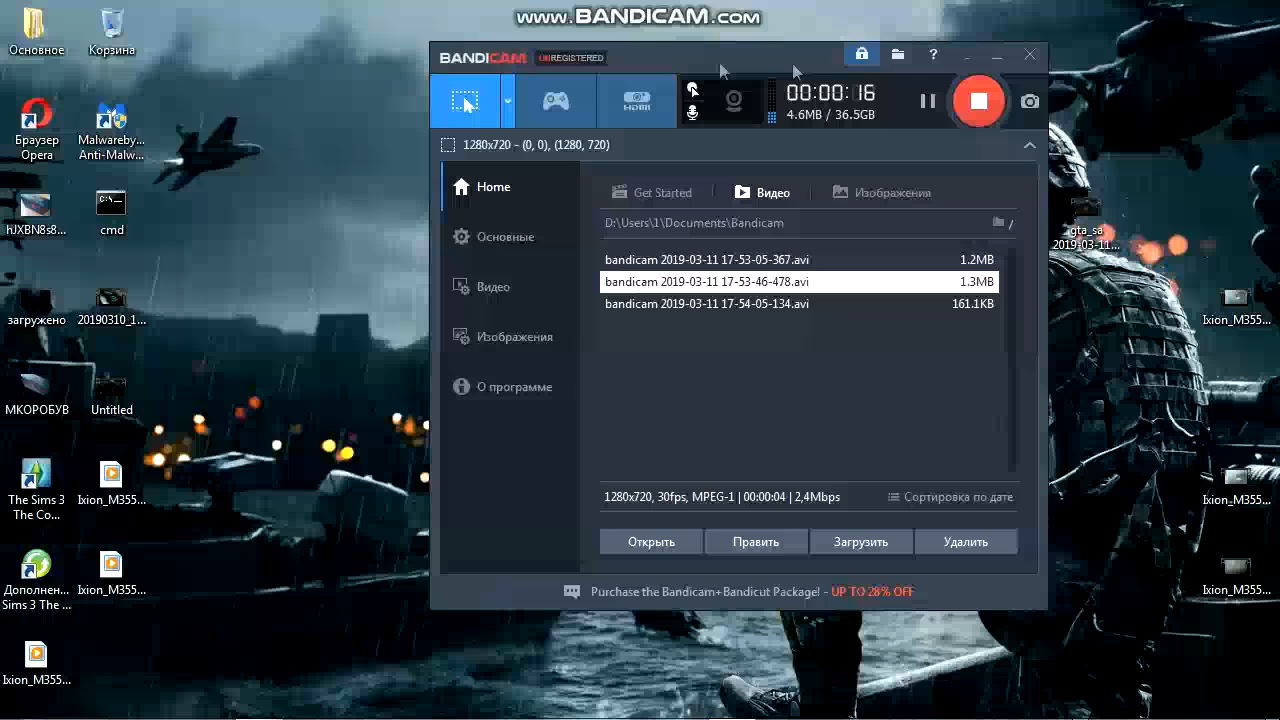 www.BANDICAM.com
Основное
Корзина
Браузер
Opera
Malwareby...
Anti-Malw...
hJXBN8s8...
cmd
загружено
20190310_1...
МКОРОБУВ
Untitled
The Sims 3
The Co...
Ixion_M355...
Дополнен...
Sims 3 The ...
Ixion_M355...
Ixion_M355...
BANDICAM UNREGISTERED
?
HDMI
00:00:16
4.6MB / 36.5GB
1280x720 - (0, 0), (1280, 720)
Home
Основные
Видео
Изображения
О программе
Get Started
Видео
Изображения
D:\Users\1\Documents\Bandicam
/
bandicam 2019-03-11 17-53-05-367.avi 1.2MB
bandicam 2019-03-11 17-53-46-478.avi 1.3MB
bandicam 2019-03-11 17-54-05-134.avi 161.1KB
1280x720, 30fps, MPEG-1 | 00:00:04 | 2,4Mbps
Сортировка по дате
Открыть
Править
Загрузить
Удалить
Purchase the Bandicam+Bandicut Package! - UP TO 28% OFF
gta_sa
2019-03-11...
Ixion_M355...
Ixion_M355...
Ixion_M355...